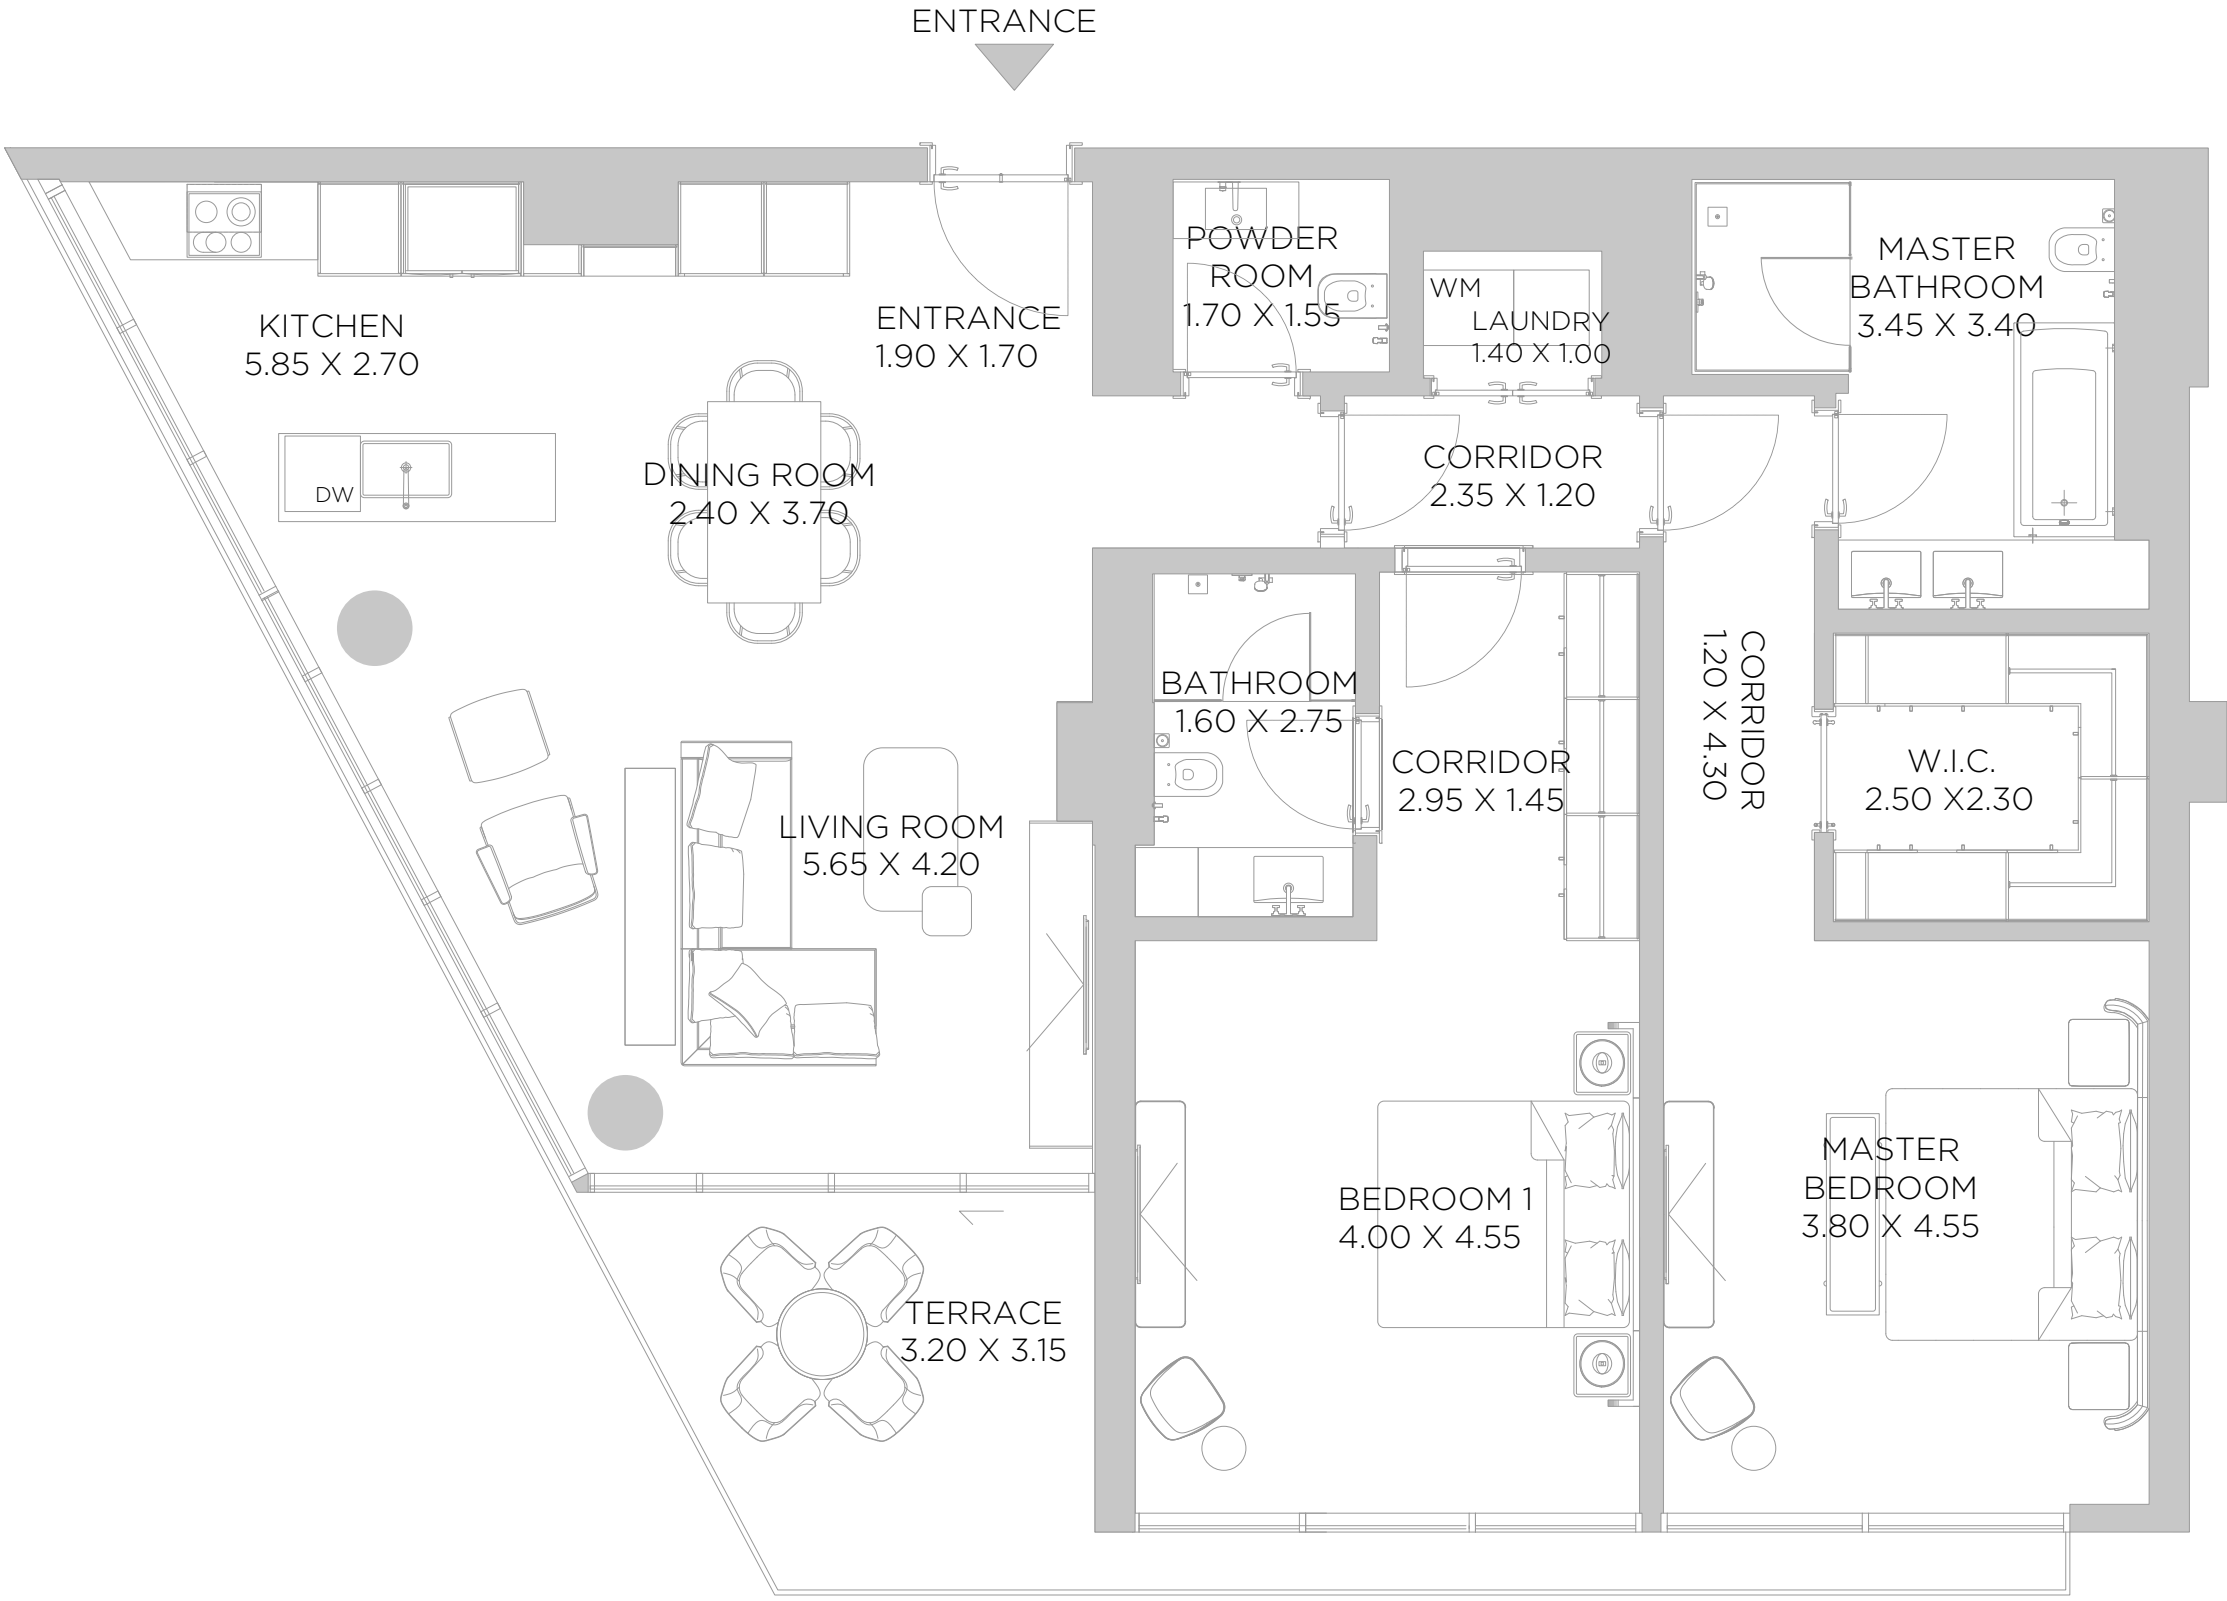 ENTRANCE
POWDER
ROOM
1.70 X 1.55
WM
LAUNDRY
1.40 X 1.00
MASTER
BATHROOM
3.45 X 3.40
KITCHEN
5.85 X 2.70
ENTRANCE
1.90 X 1.70
DW
DINING ROOM
2.40 X 3.70
CORRIDOR
2.35 X 1.20
BATHROOM
1.60 X 2.75
CORRIDOR
1.20 X 4.30
CORRIDOR
2.95 X 1.45
W.I.C.
2.50 X2.30
LIVING ROOM
5.65 X 4.20
BEDROOM 1
4.00 X 4.55
MASTER
BEDROOM
3.80 X 4.55
TERRACE
3.20 X 3.15